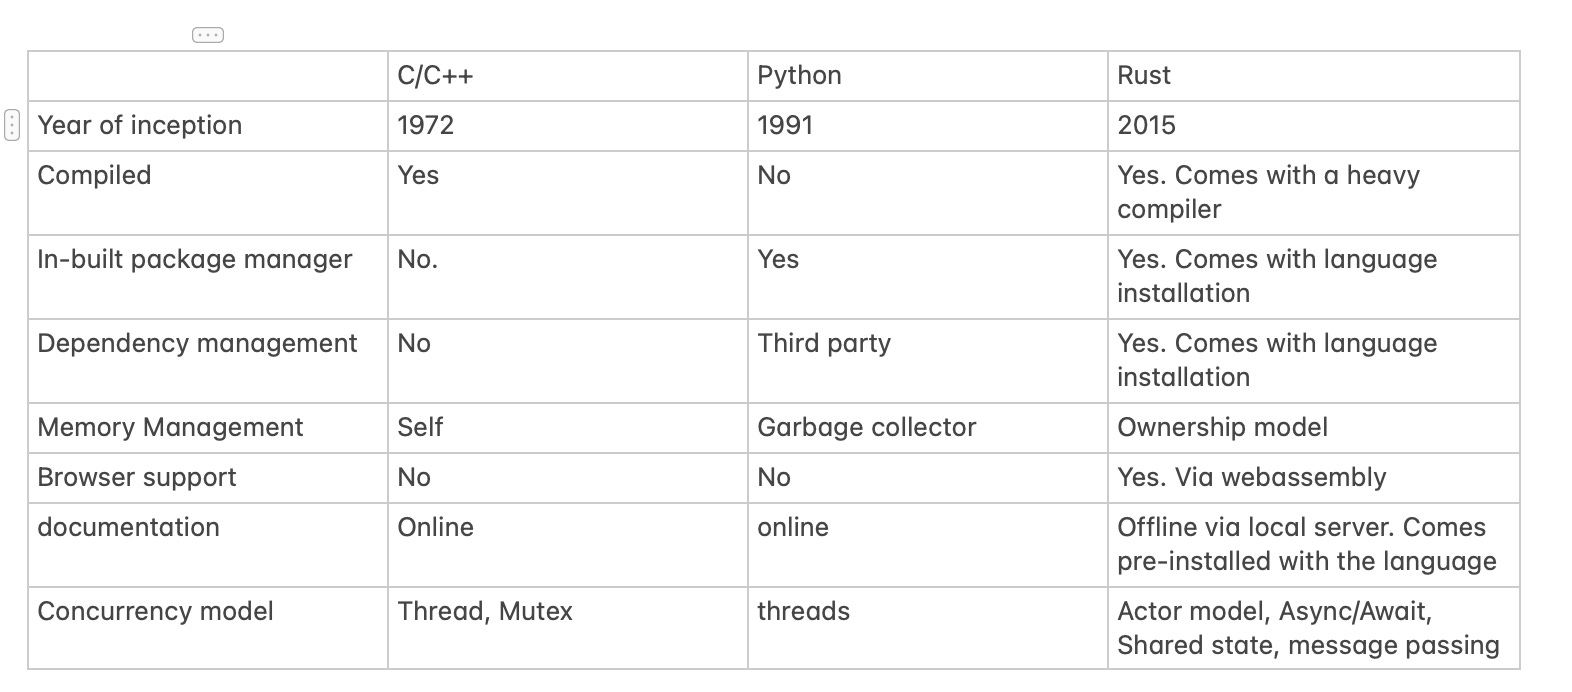 C/C++ Python Rust
Year of inception 1972 1991 2015
Compiled Yes No Yes. Comes with a heavy
compiler
In-built package manager No. Yes Yes. Comes with language
installation
Dependency management No Third party Yes. Comes with language
installation
Memory Management Self Garbage collector Ownership model
Browser support No No Yes. Via webassembly
documentation Online online Offline via local server. Comes
pre-installed with the language
Concurrency model Thread, Mutex threads Actor model, Async/Await,
Shared state, message passing